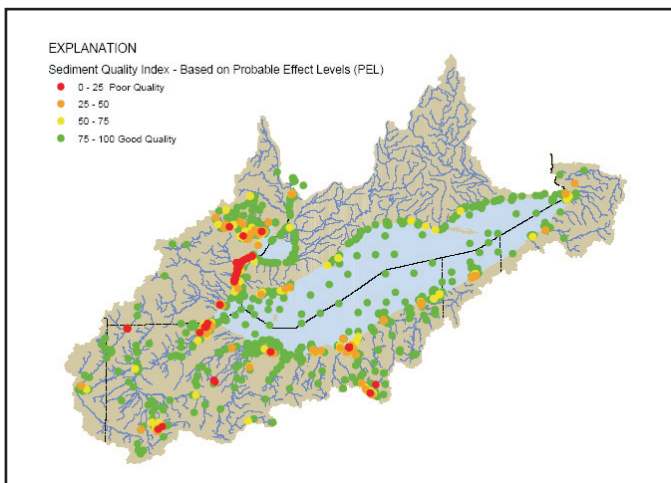 EXPLANATION
Sediment Quality Index - Based on Probable Effect Levels (PEL)
0 - 25 Poor Quality
25 - 50
50 - 75
75 - 100 Good Quality